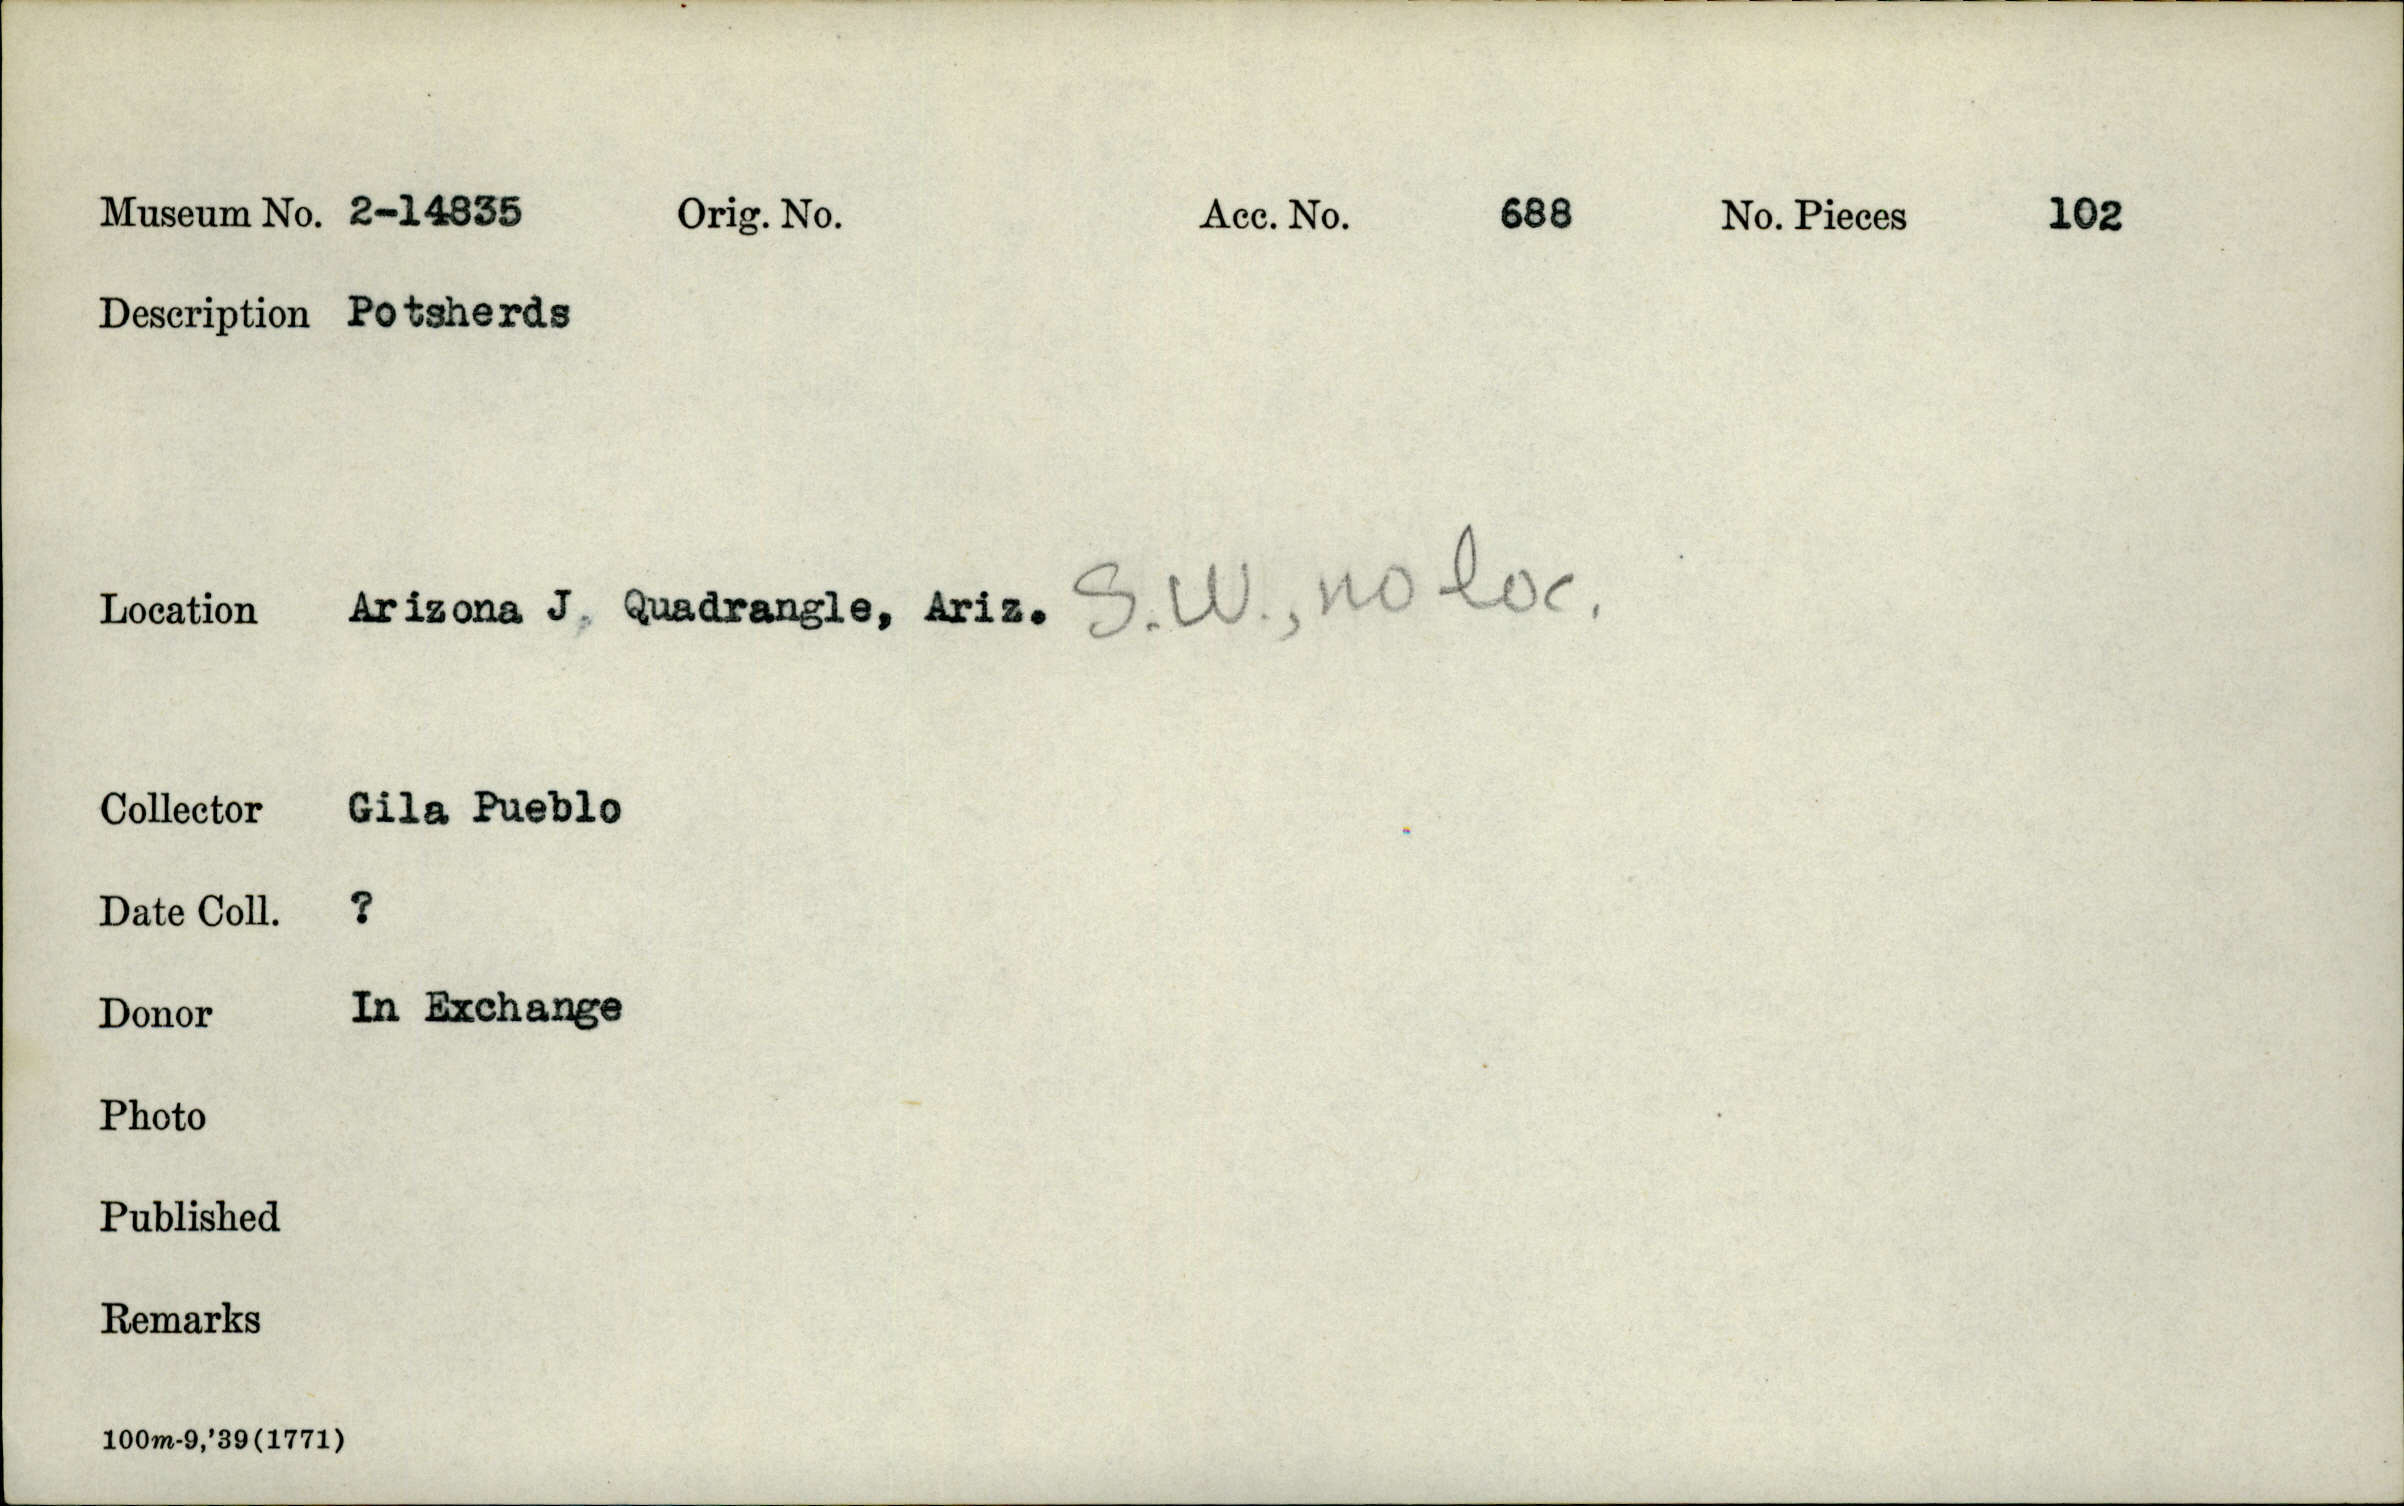 Museum No. 2-14835 Orig. No. Acc. No. 688 No. Pieces 102
Description Potsherds
Location Arizona J, Quadrangle, Ariz. S.W., no loc.
Collector Gila Pueblo
Date Coll. ?
Donor In Exchange
Photo
Published
Remarks
100m-9,'39(1771)